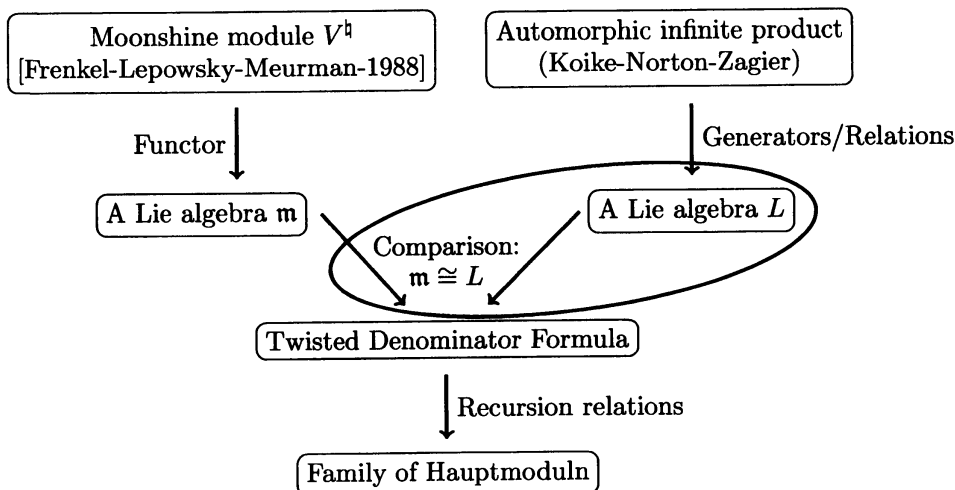 Moonshine module V♮
[Frenkel-Lepowsky-Meurman-1988]
Automorphic infinite product
(Koike-Norton-Zagier)
Functor
Generators/Relations
A Lie algebra 𝔪
A Lie algebra L
Comparison:
𝔪 ≅ L
Twisted Denominator Formula
Recursion relations
Family of Hauptmoduln